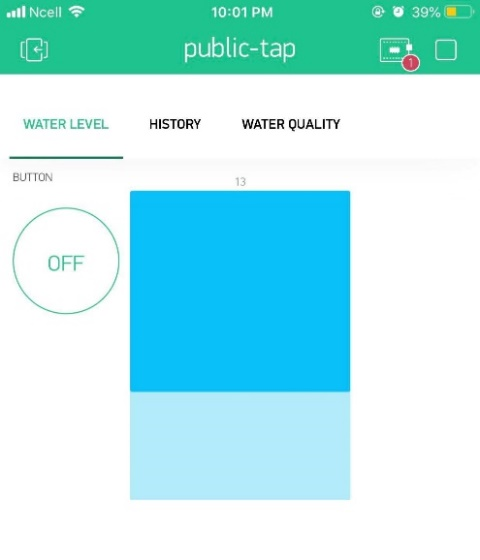 Ncell 10:01 PM 39%
public-tap
1
WATER LEVEL HISTORY WATER QUALITY
BUTTON
13
OFF